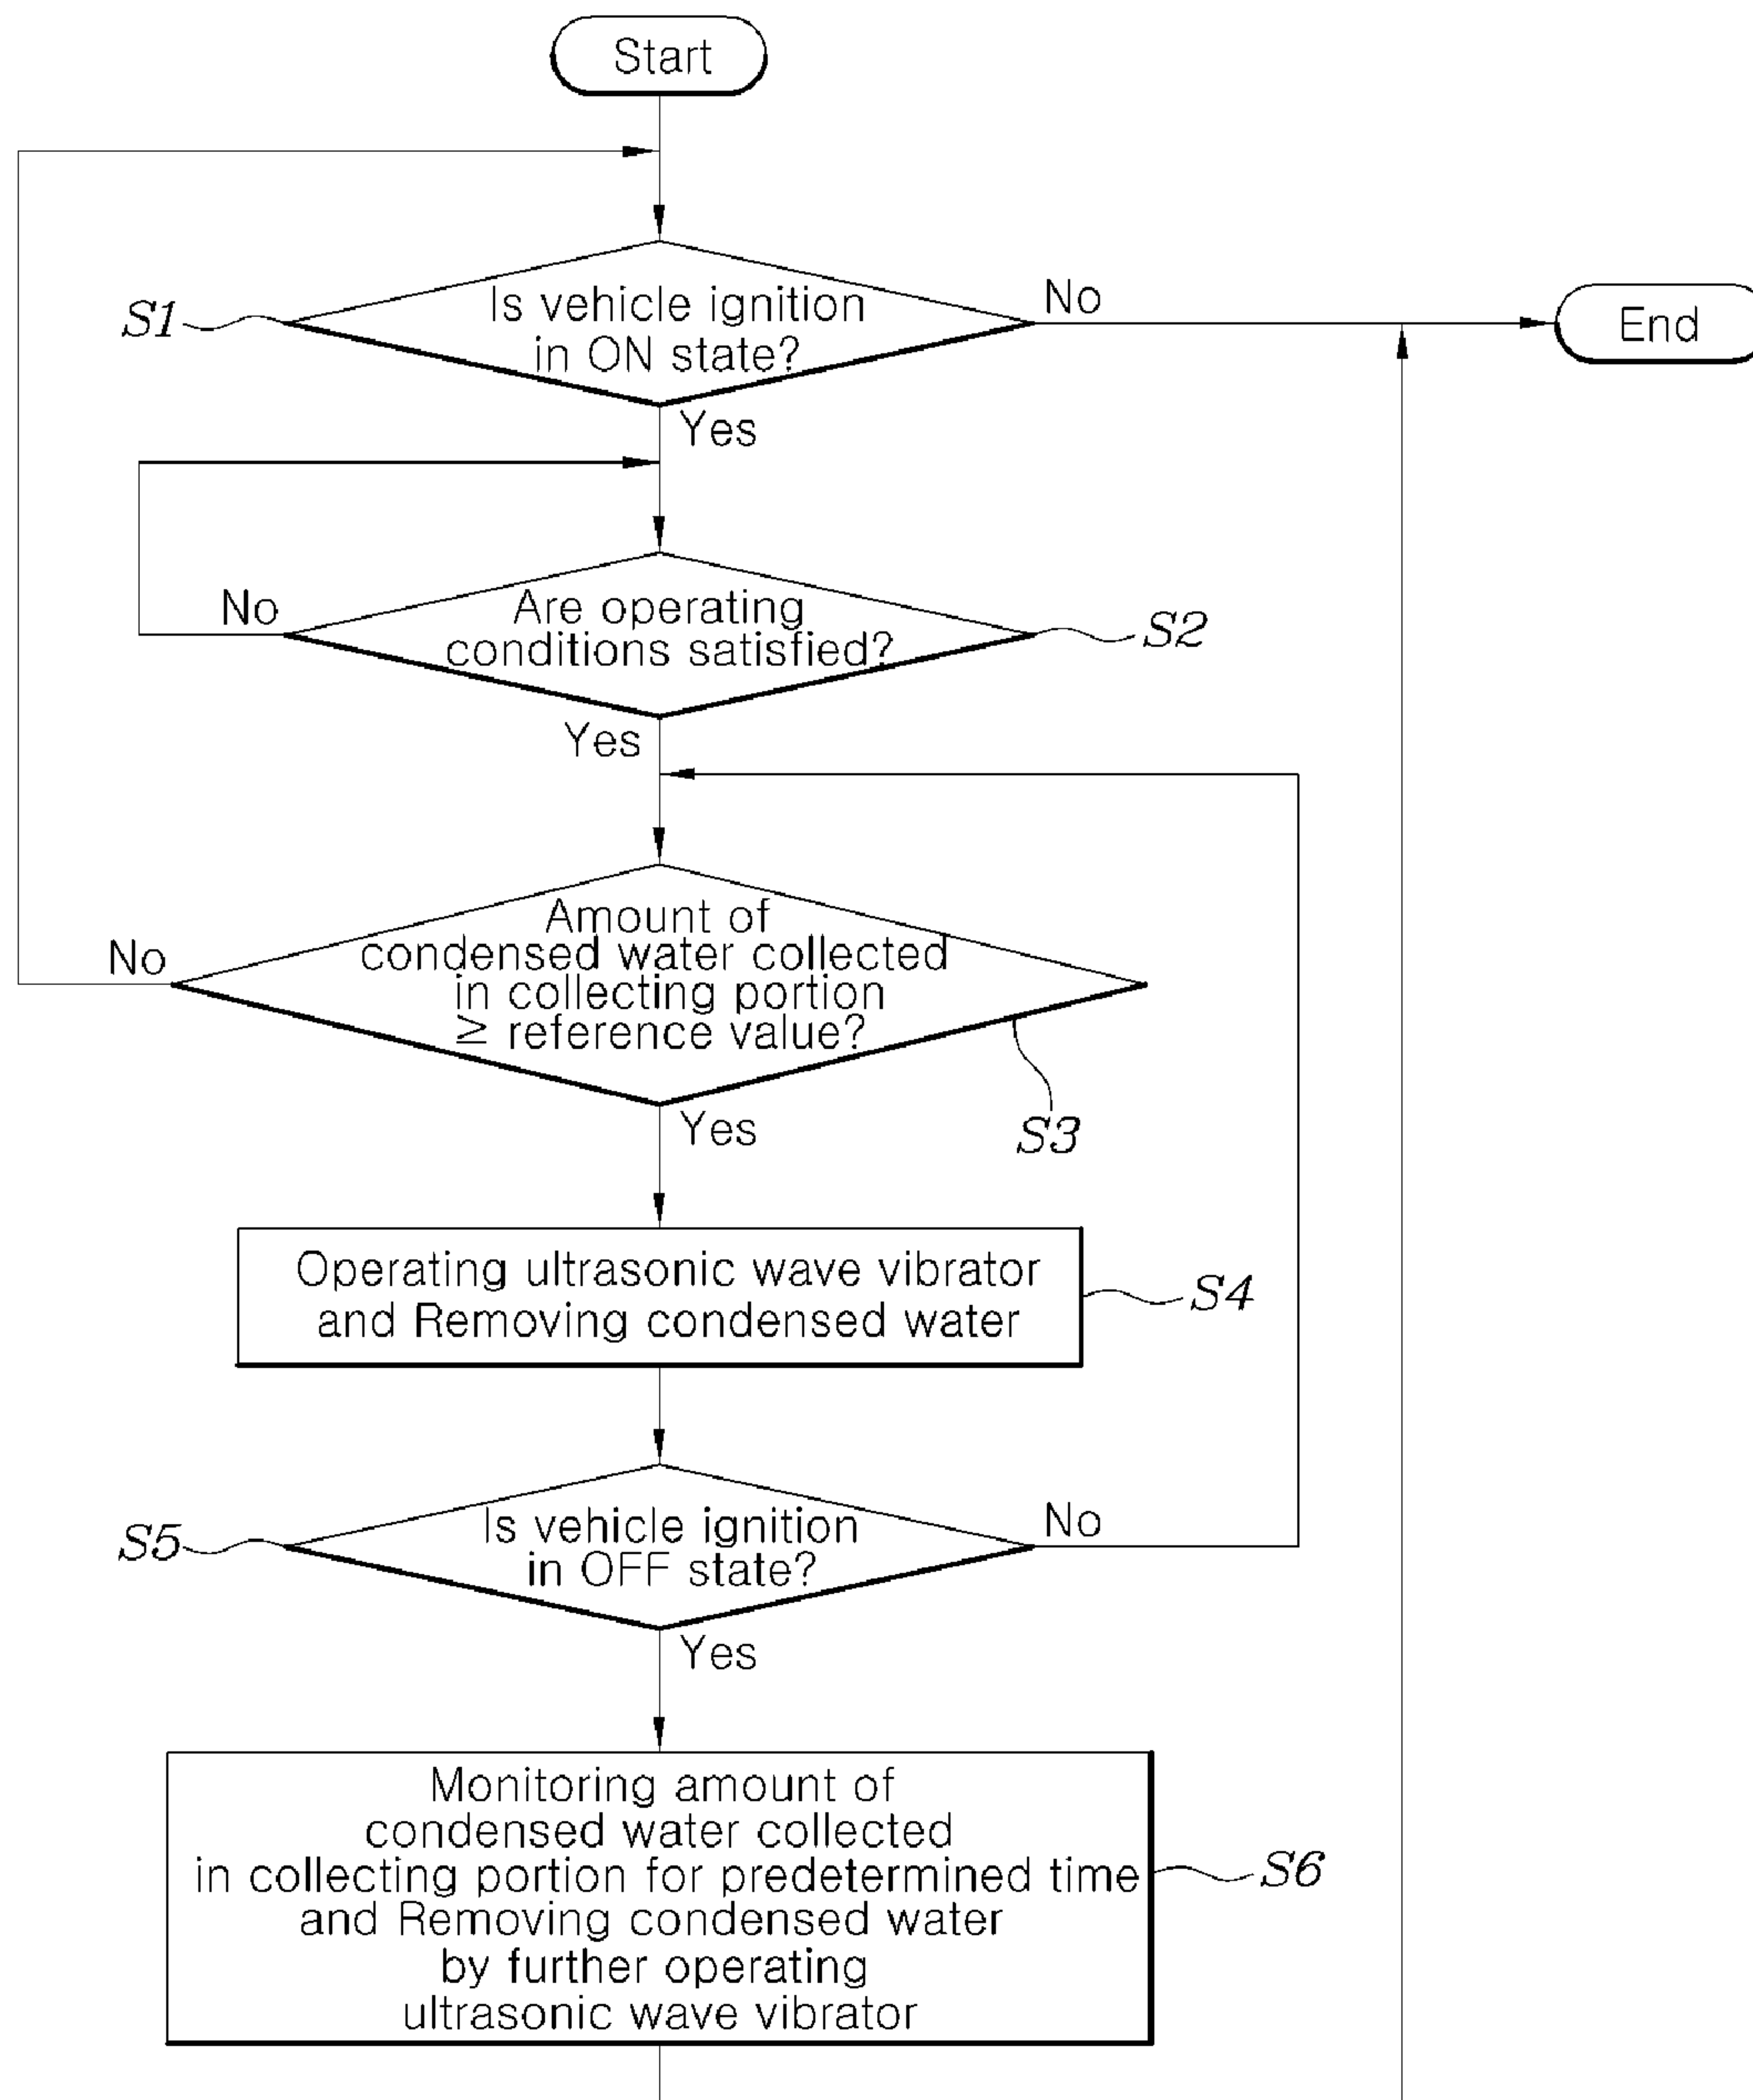 Start
Is vehicle ignition
in ON state?
S1
No
End
Yes
Are operating
conditions satisfied?
No
S2
Yes
Amount of
condensed water collected
in collecting portion
≥ reference value?
No
S3
Yes
Operating ultrasonic wave vibrator
and Removing condensed water
S4
Is vehicle ignition
in OFF state?
S5
No
Yes
Monitoring amount of
condensed water collected
in collecting portion for predetermined time
and Removing condensed water
by further operating
ultrasonic wave vibrator
S6